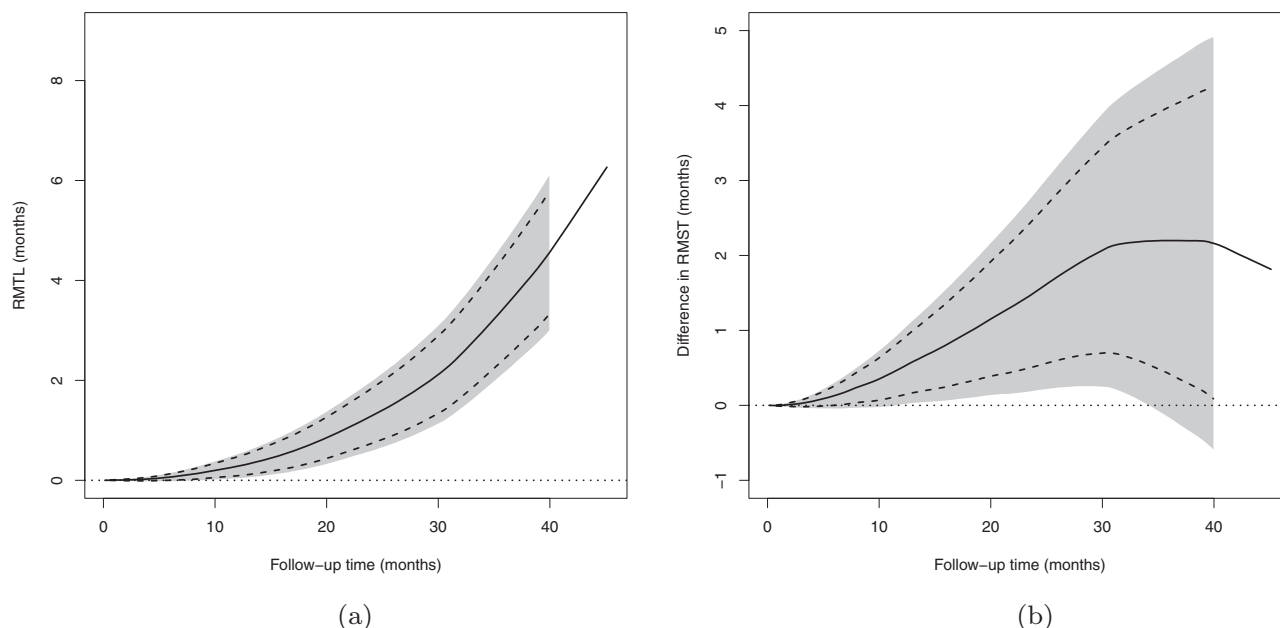 RMTL (months)
8
6
4
2
0
0 10 20 30 40
Follow−up time (months)
(a)
Difference in RMST (months)
5
4
3
2
1
0
−1
0 10 20 30 40
Follow−up time (months)
(b)